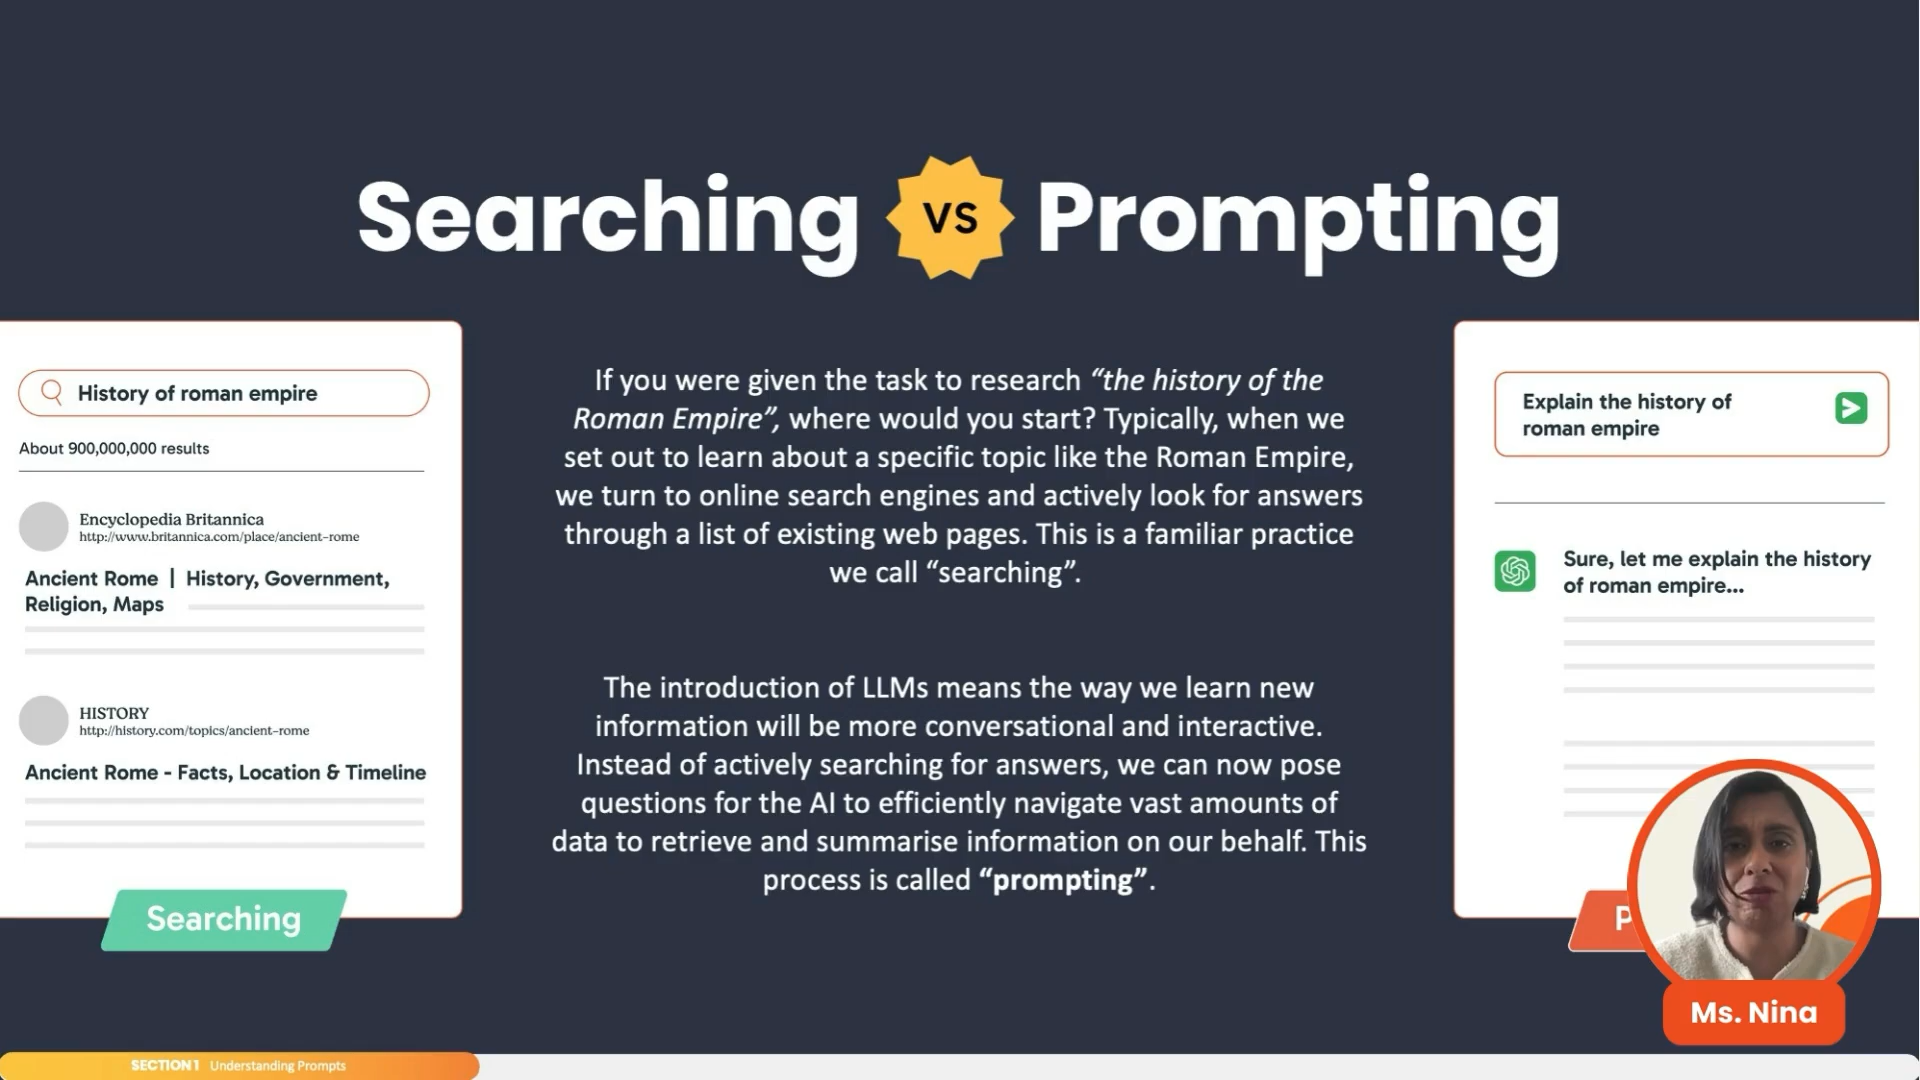 Searching vs Prompting
History of roman empire
About 900,000,000 results
Encyclopedia Britannica
http://www.britannica.com/place/ancient-rome
Ancient Rome | History, Government,
Religion, Maps
HISTORY
http://history.com/topics/ancient-rome
Ancient Rome - Facts, Location & Timeline
Searching
If you were given the task to research “the history of the
Roman Empire”, where would you start? Typically, when we
set out to learn about a specific topic like the Roman Empire,
we turn to online search engines and actively look for answers
through a list of existing web pages. This is a familiar practice
we call “searching”.
The introduction of LLMs means the way we learn new
information will be more conversational and interactive.
Instead of actively searching for answers, we can now pose
questions for the AI to efficiently navigate vast amounts of
data to retrieve and summarise information on our behalf. This
process is called “prompting”.
Explain the history of
roman empire
Sure, let me explain the history
of roman empire...
Ms. Nina
SECTION 1 Understanding Prompts